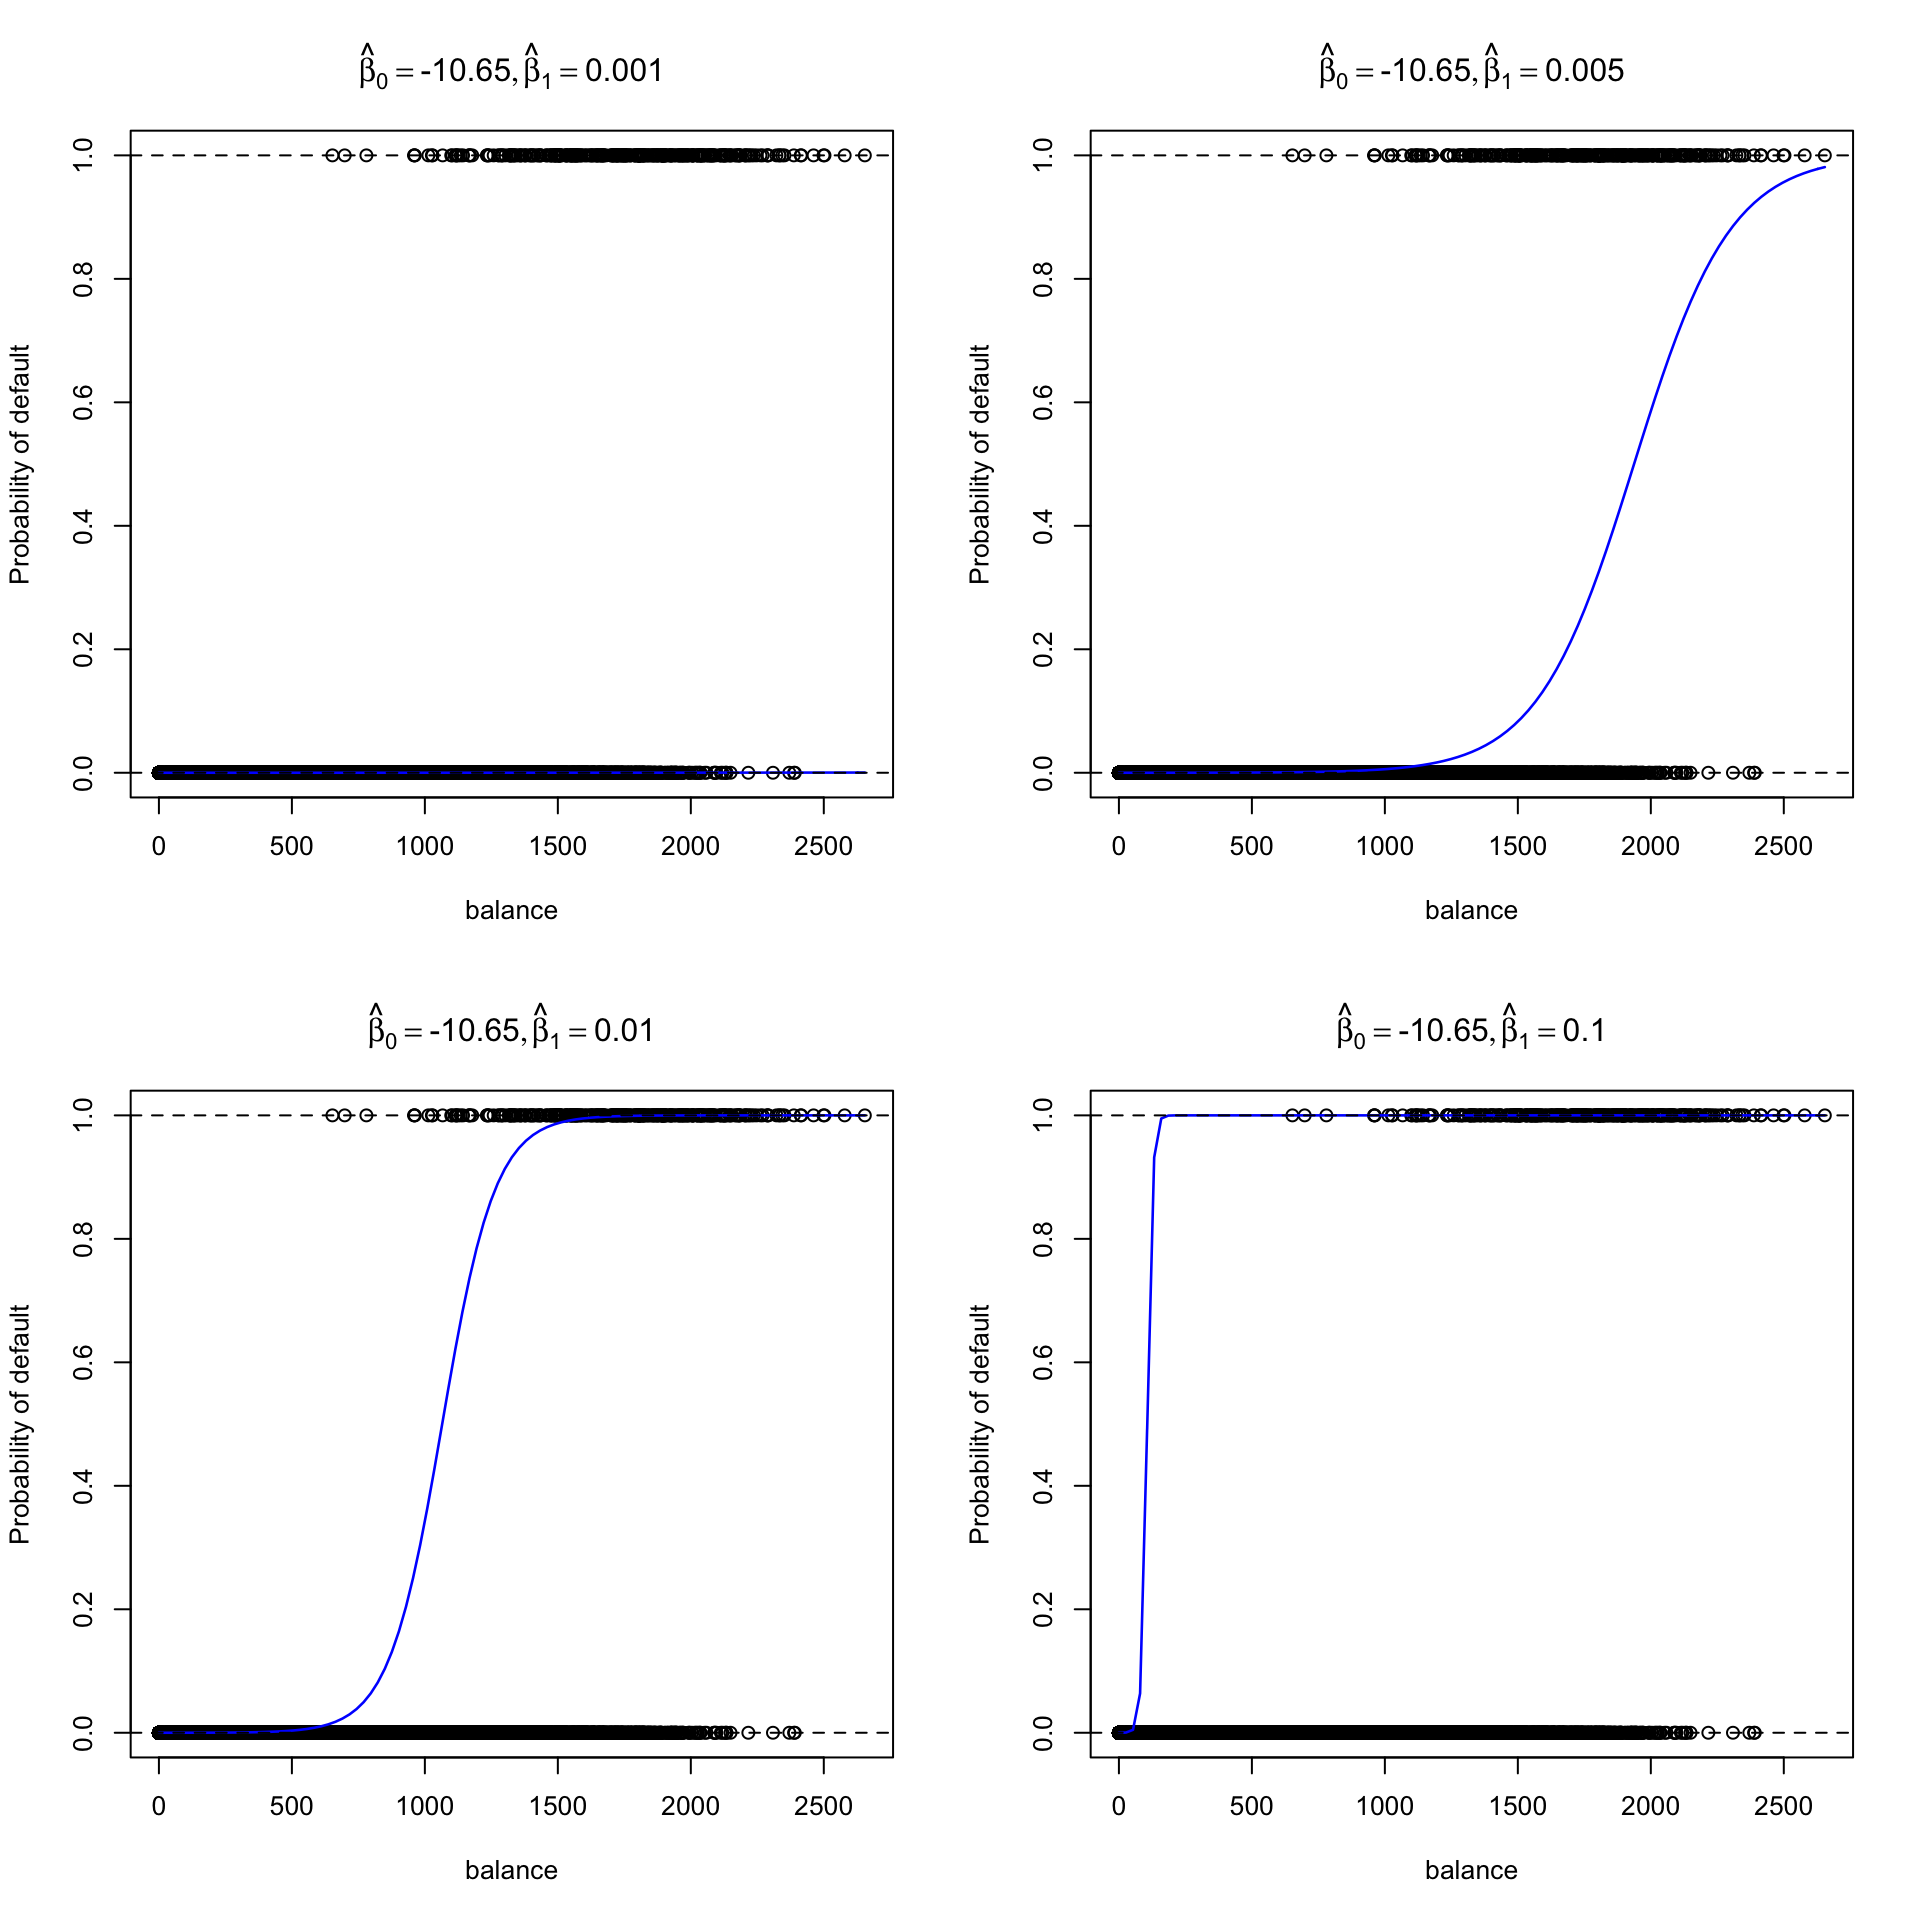 β̂₀ = -10.65, β̂₁ = 0.001
1.0
0.8
0.6
0.4
0.2
0.0
Probability of default
0 500 1000 1500 2000 2500
balance
β̂₀ = -10.65, β̂₁ = 0.005
1.0
0.8
0.6
0.4
0.2
0.0
Probability of default
0 500 1000 1500 2000 2500
balance
β̂₀ = -10.65, β̂₁ = 0.01
1.0
0.8
0.6
0.4
0.2
0.0
Probability of default
0 500 1000 1500 2000 2500
balance
β̂₀ = -10.65, β̂₁ = 0.1
1.0
0.8
0.6
0.4
0.2
0.0
Probability of default
0 500 1000 1500 2000 2500
balance